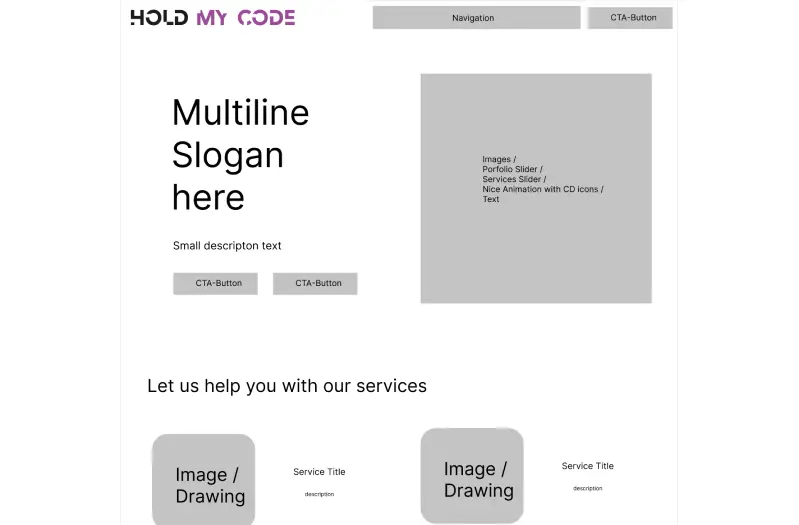 HOLD MY CODE
Navigation
CTA-Button
Multiline
Slogan
here
Small descripton text
CTA-Button
CTA-Button
Images /
Porfolio Slider /
Services Slider /
Nice Animation with CD icons /
Text
Let us help you with our services
Image /
Drawing
Service Title
description
Image /
Drawing
Service Title
description